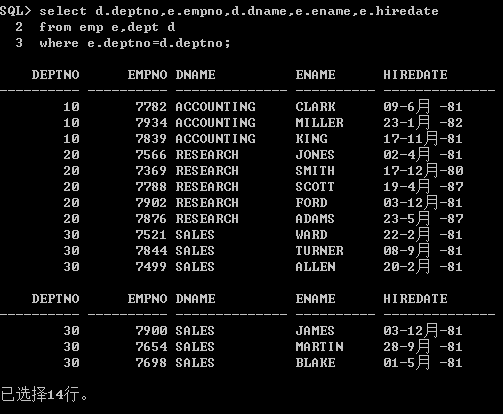 SQL> select d.deptno,e.empno,d.dname,e.ename,e.hiredate
2 from emp e,dept d
3 where e.deptno=d.deptno;
DEPTNO EMPNO DNAME ENAME HIREDATE
---------- ---------- -------------- ---------- --------------
10 7782 ACCOUNTING CLARK 09-6月 -81
10 7934 ACCOUNTING MILLER 23-1月 -82
10 7839 ACCOUNTING KING 17-11月-81
20 7566 RESEARCH JONES 02-4月 -81
20 7369 RESEARCH SMITH 17-12月-80
20 7788 RESEARCH SCOTT 19-4月 -87
20 7902 RESEARCH FORD 03-12月-81
20 7876 RESEARCH ADAMS 23-5月 -87
30 7521 SALES WARD 22-2月 -81
30 7844 SALES TURNER 08-9月 -81
30 7499 SALES ALLEN 20-2月 -81
DEPTNO EMPNO DNAME ENAME HIREDATE
---------- ---------- -------------- ---------- --------------
30 7900 SALES JAMES 03-12月-81
30 7654 SALES MARTIN 28-9月 -81
30 7698 SALES BLAKE 01-5月 -81
已选择14行。